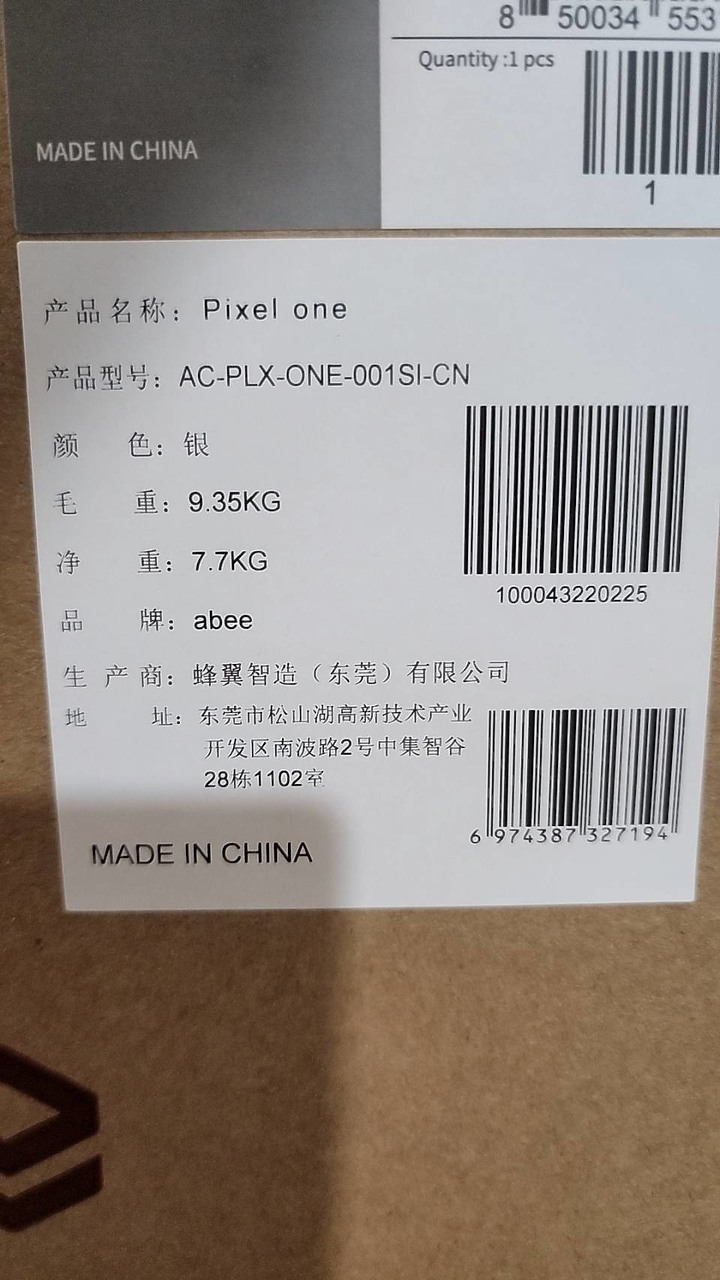 8 50034 553
Quantity :1 pcs
MADE IN CHINA
1
产品名称: Pixel one
产品型号: AC-PLX-ONE-001SI-CN
颜 色: 银
毛 重: 9.35KG
净 重: 7.7KG
100043220225
品 牌: abee
生 产 商: 蜂翼智造（东莞）有限公司
地 址: 东莞市松山湖高新技术产业
开发区南波路2号中集智谷
28栋1102室
6 974387 327194
MADE IN CHINA